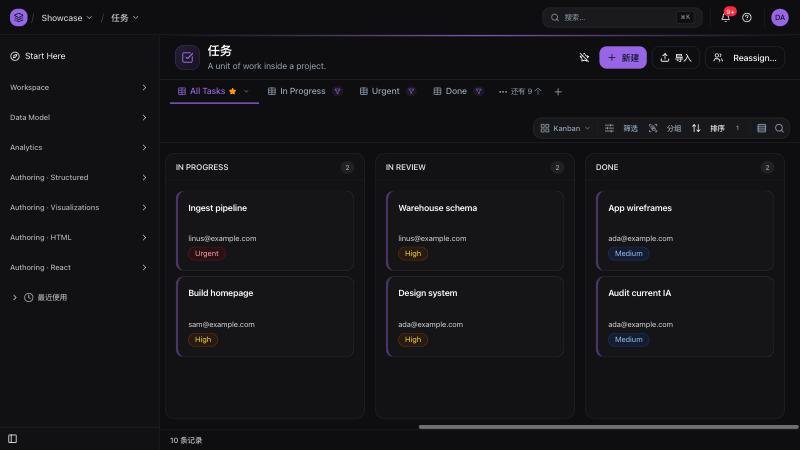 Showcase
任务
搜索...
⌘K
9+
DA
Start Here
Workspace
Data Model
Analytics
Authoring · Structured
Authoring · Visualizations
Authoring · HTML
Authoring · React
最近使用
任务
A unit of work inside a project.
新建
导入
Reassign...
All Tasks
In Progress
Urgent
Done
还有 9 个
Kanban
筛选
分组
排序
1
IN PROGRESS
2
Ingest pipeline
linus@example.com
Urgent
Build homepage
sam@example.com
High
IN REVIEW
2
Warehouse schema
linus@example.com
High
Design system
ada@example.com
High
DONE
2
App wireframes
ada@example.com
Medium
Audit current IA
ada@example.com
Medium
10 条记录